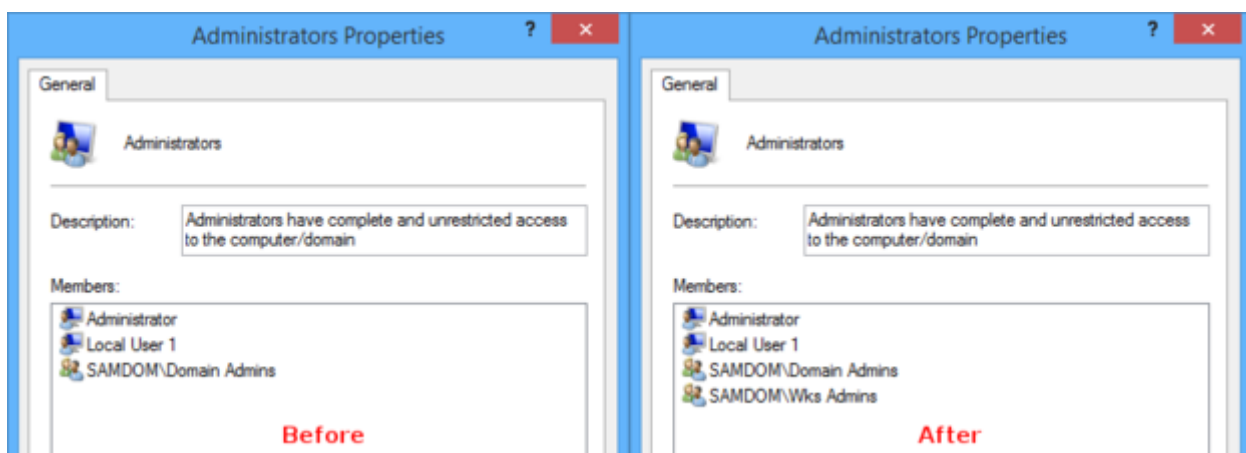 Administrators Properties
?
×
General
Administrators
Description:
Administrators have complete and unrestricted access
to the computer/domain
Members:
Administrator
Local User 1
SAMDOM\Domain Admins
Before
Administrators Properties
?
×
General
Administrators
Description:
Administrators have complete and unrestricted access
to the computer/domain
Members:
Administrator
Local User 1
SAMDOM\Domain Admins
SAMDOM\Wks Admins
After